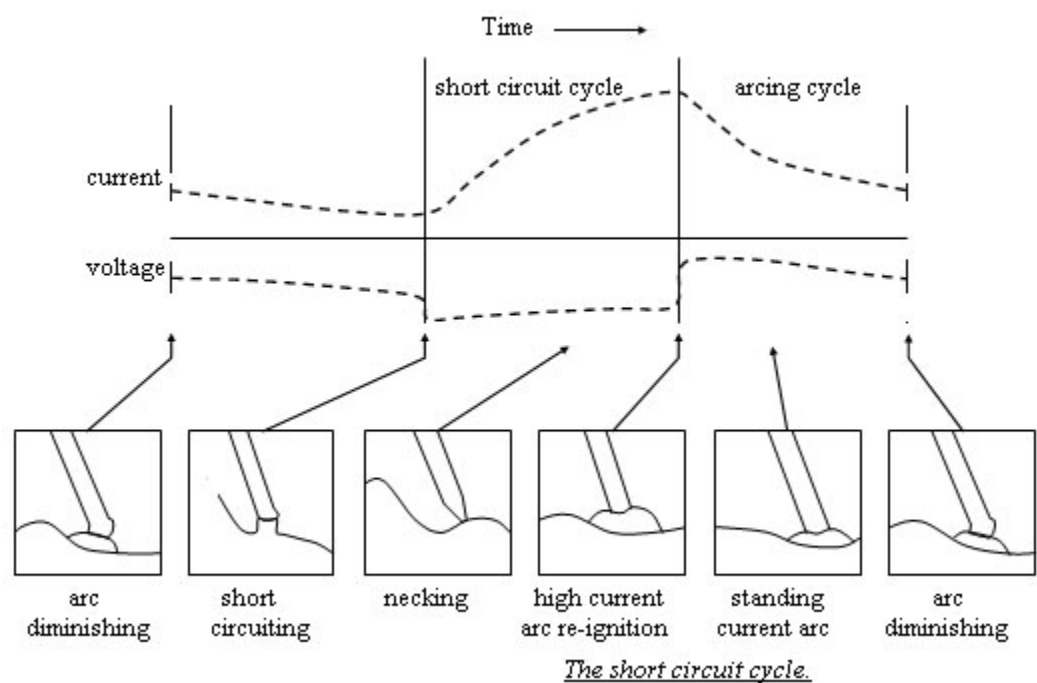 Time
short circuit cycle
arcing cycle
current
voltage
arc
diminishing
short
circuiting
necking
high current
arc re-ignition
standing
current arc
arc
diminishing
The short circuit cycle.